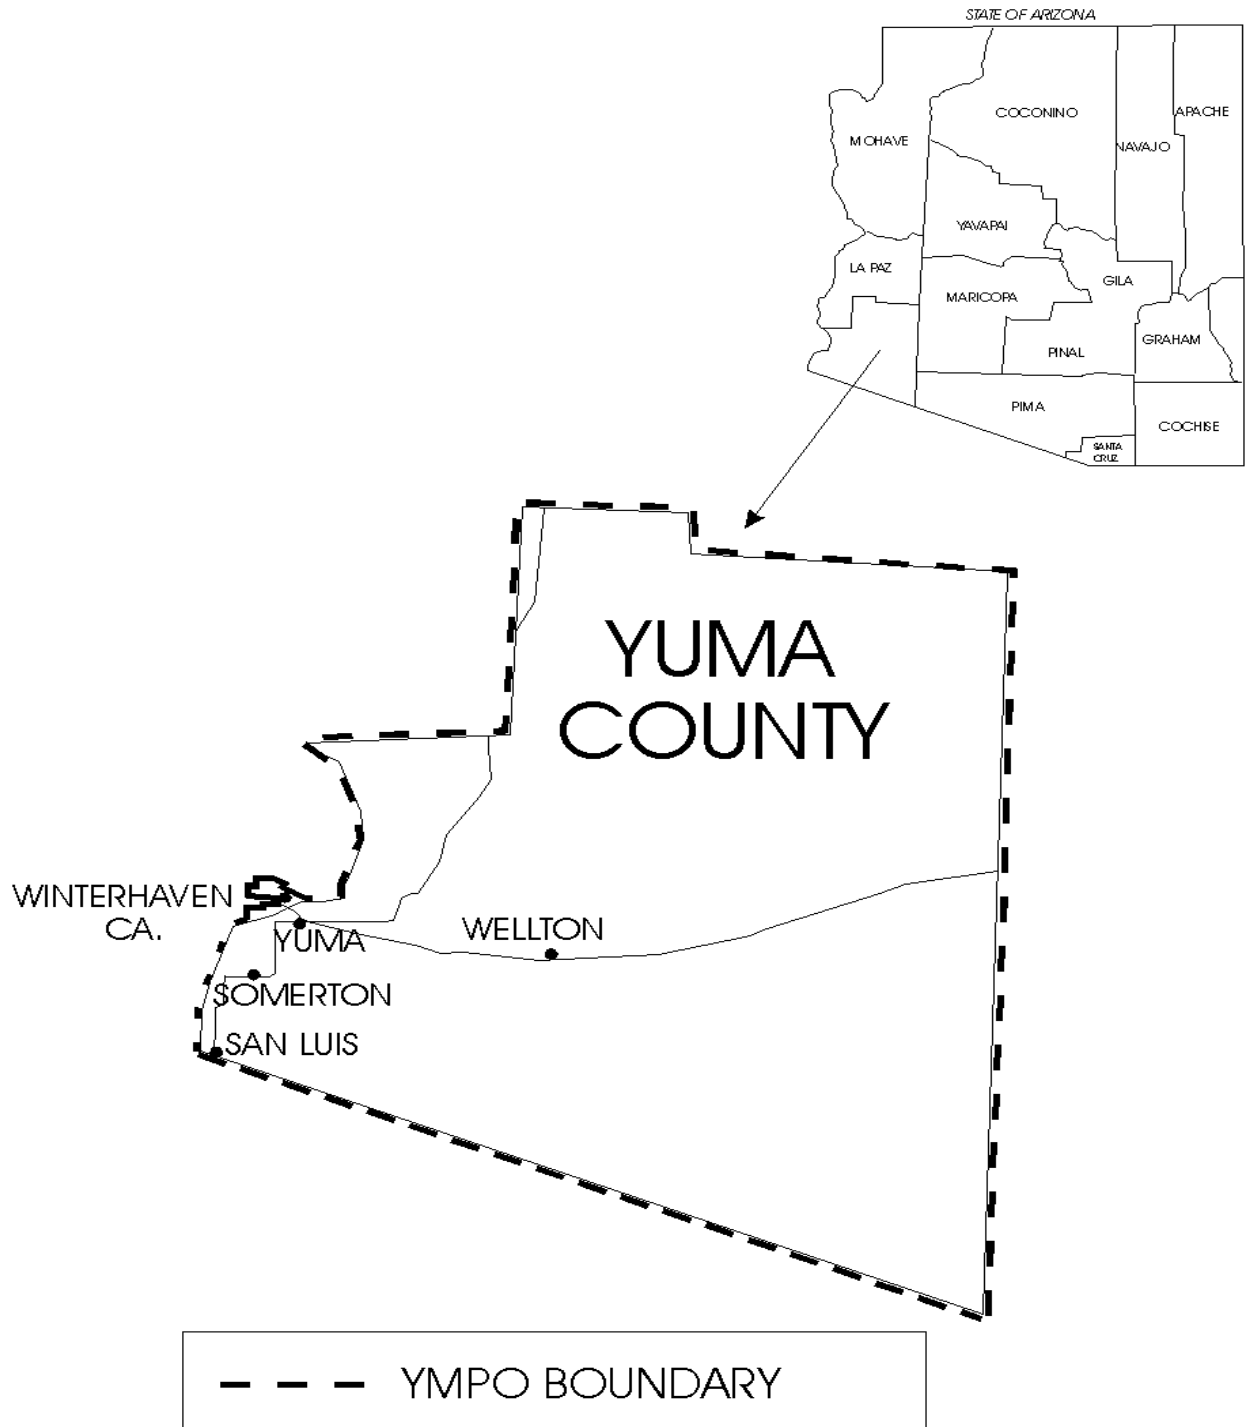 STATE OF ARIZONA
COCONINO
APACHE
MOHAVE
NAVAJO
YAVAPAI
LA PAZ
GILA
MARICOPA
GRAHAM
PINAL
PIMA
COCHISE
SANTA
CRUZ
YUMA
COUNTY
WINTERHAVEN
CA.
YUMA
WELLTON
SOMERTON
SAN LUIS
YMPO BOUNDARY